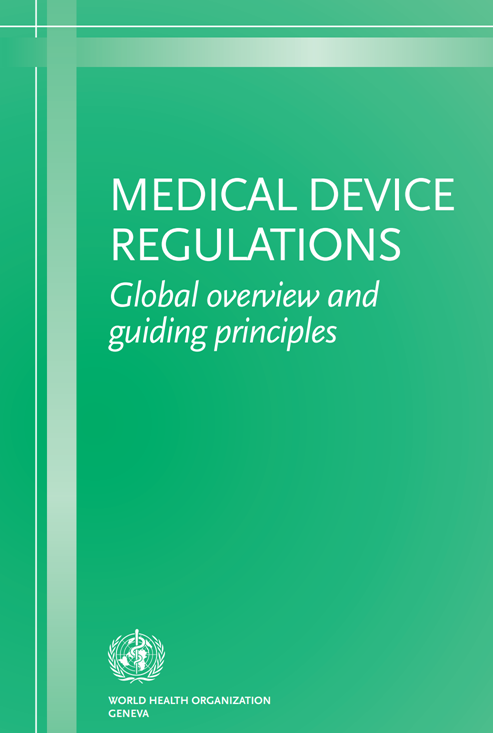 MEDICAL DEVICE
REGULATIONS
Global overview and
guiding principles
WORLD HEALTH ORGANIZATION
GENEVA